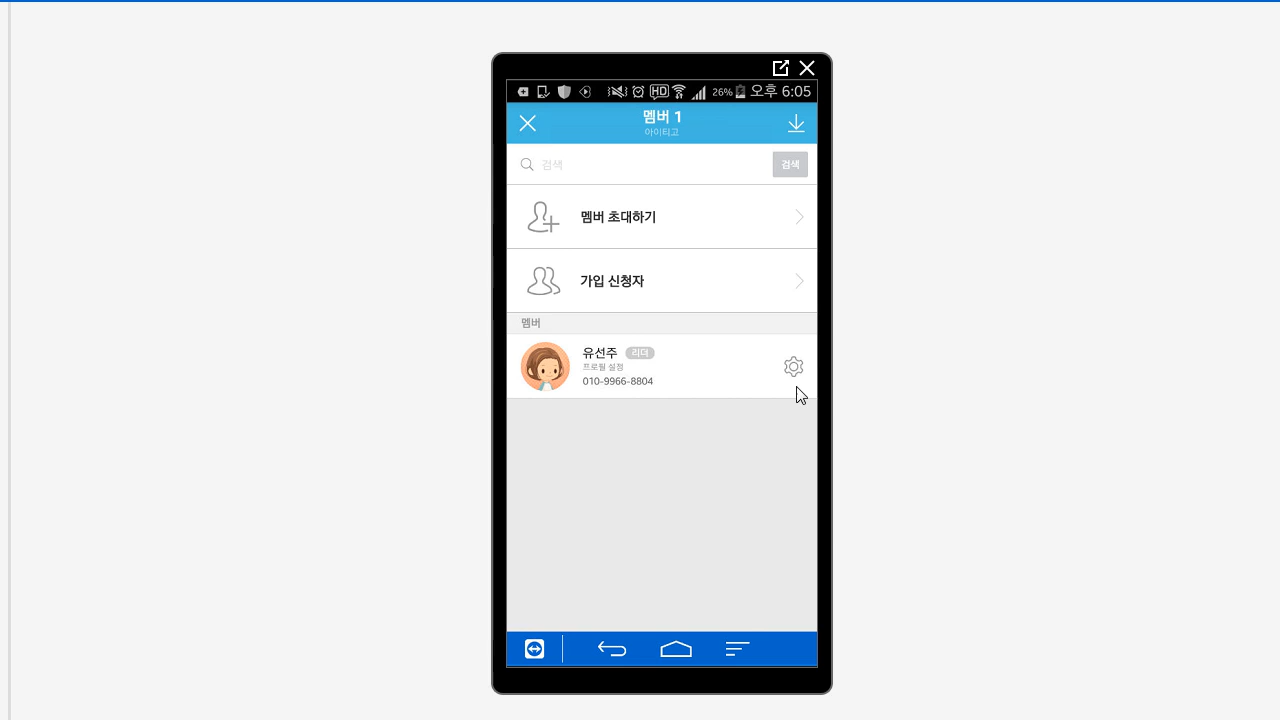 HD 26% 오후 6:05
멤버 1
아이티고
검색 검색
멤버 초대하기
가입 신청자
멤버
유선주 리더
프로필 설정
010-9966-8804